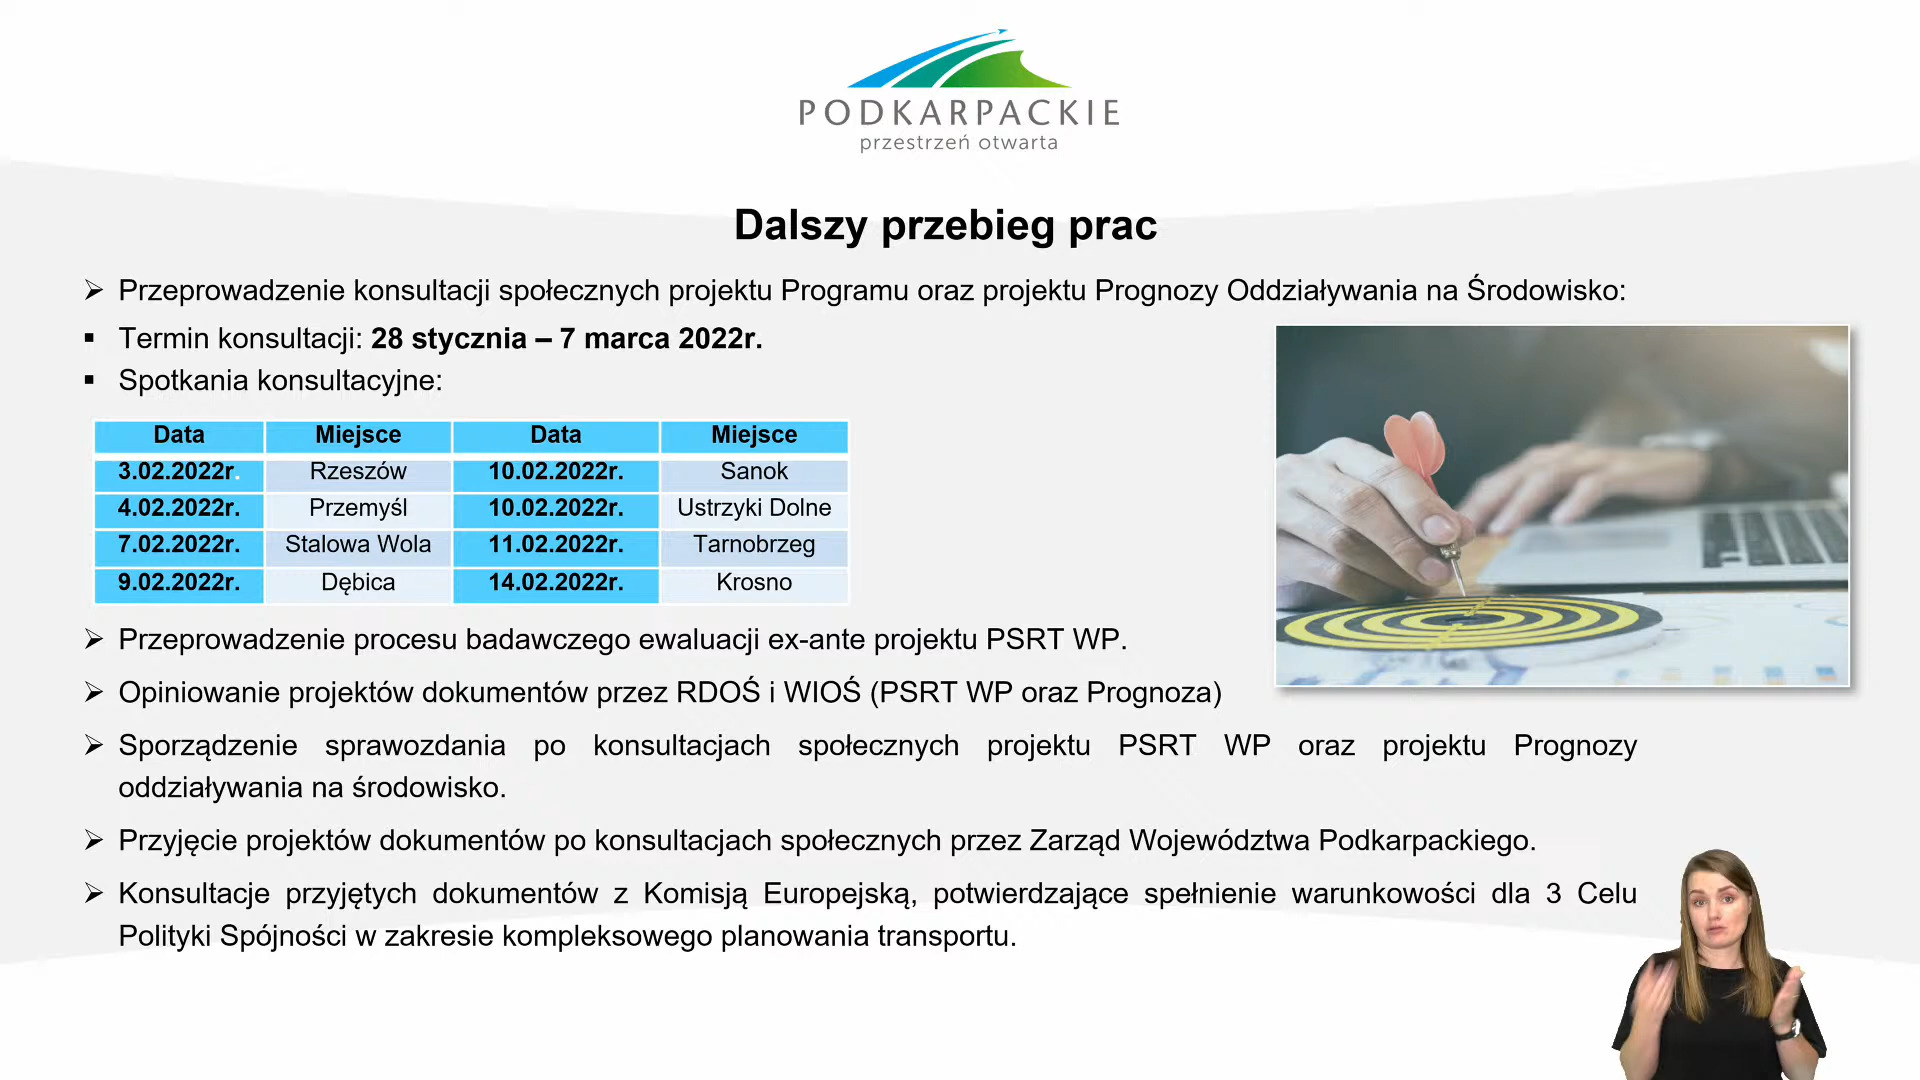 PODKARPACKIE
przestrzeń otwarta
Dalszy przebieg prac
➢ Przeprowadzenie konsultacji społecznych projektu Programu oraz projektu Prognozy Oddziaływania na Środowisko:
▪ Termin konsultacji: 28 stycznia – 7 marca 2022r.
▪ Spotkania konsultacyjne:
Data Miejsce Data Miejsce
3.02.2022r. Rzeszów 10.02.2022r. Sanok
4.02.2022r. Przemyśl 10.02.2022r. Ustrzyki Dolne
7.02.2022r. Stalowa Wola 11.02.2022r. Tarnobrzeg
9.02.2022r. Dębica 14.02.2022r. Krosno
➢ Przeprowadzenie procesu badawczego ewaluacji ex-ante projektu PSRT WP.
➢ Opiniowanie projektów dokumentów przez RDOŚ i WIOŚ (PSRT WP oraz Prognoza)
➢ Sporządzenie sprawozdania po konsultacjach społecznych projektu PSRT WP oraz projektu Prognozy
oddziaływania na środowisko.
➢ Przyjęcie projektów dokumentów po konsultacjach społecznych przez Zarząd Województwa Podkarpackiego.
➢ Konsultacje przyjętych dokumentów z Komisją Europejską, potwierdzające spełnienie warunkowości dla 3 Celu
Polityki Spójności w zakresie kompleksowego planowania transportu.